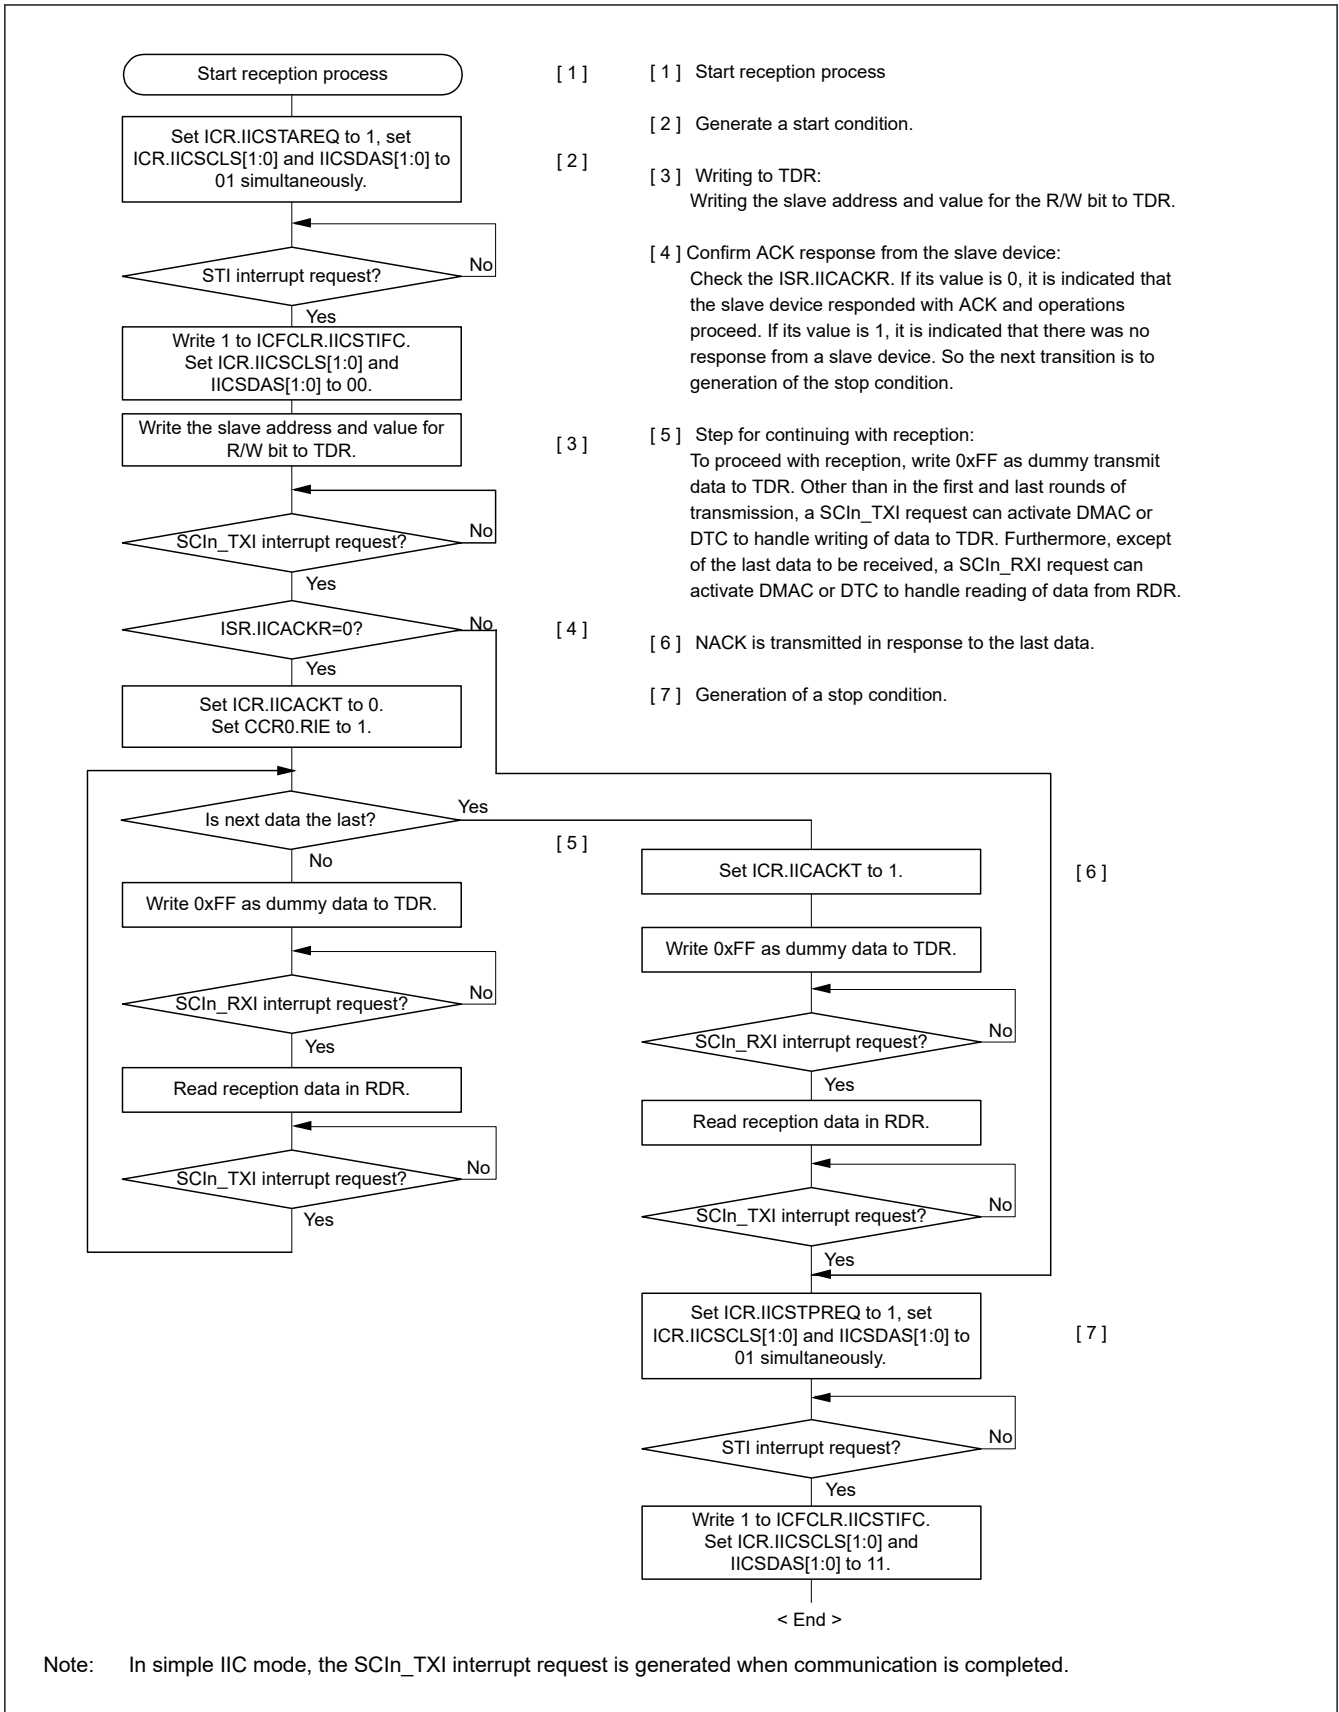 Start reception process
[ 1 ]
Set ICR.IICSTAREQ to 1, set
ICR.IICSCLS[1:0] and IICSDAS[1:0] to
01 simultaneously.
[ 2 ]
STI interrupt request?
No
Yes
Write 1 to ICFCLR.IICSTIFC.
Set ICR.IICSCLS[1:0] and
IICSDAS[1:0] to 00.
Write the slave address and value for
R/W bit to TDR.
[ 3 ]
SCIn_TXI interrupt request?
No
Yes
ISR.IICACKR=0?
No
[ 4 ]
Yes
Set ICR.IICACKT to 0.
Set CCR0.RIE to 1.
Is next data the last?
Yes
[ 5 ]
No
Write 0xFF as dummy data to TDR.
SCIn_RXI interrupt request?
No
Yes
Read reception data in RDR.
SCIn_TXI interrupt request?
No
Yes
[ 1 ] Start reception process
[ 2 ] Generate a start condition.
[ 3 ] Writing to TDR:
Writing the slave address and value for the R/W bit to TDR.
[ 4 ] Confirm ACK response from the slave device:
Check the ISR.IICACKR. If its value is 0, it is indicated that
the slave device responded with ACK and operations
proceed. If its value is 1, it is indicated that there was no
response from a slave device. So the next transition is to
generation of the stop condition.
[ 5 ] Step for continuing with reception:
To proceed with reception, write 0xFF as dummy transmit
data to TDR. Other than in the first and last rounds of
transmission, a SCIn_TXI request can activate DMAC or
DTC to handle writing of data to TDR. Furthermore, except
of the last data to be received, a SCIn_RXI request can
activate DMAC or DTC to handle reading of data from RDR.
[ 6 ] NACK is transmitted in response to the last data.
[ 7 ] Generation of a stop condition.
Set ICR.IICACKT to 1.
[ 6 ]
Write 0xFF as dummy data to TDR.
SCIn_RXI interrupt request?
No
Yes
Read reception data in RDR.
SCIn_TXI interrupt request?
No
Yes
Set ICR.IICSTPREQ to 1, set
ICR.IICSCLS[1:0] and IICSDAS[1:0] to
01 simultaneously.
[ 7 ]
STI interrupt request?
No
Yes
Write 1 to ICFCLR.IICSTIFC.
Set ICR.IICSCLS[1:0] and
IICSDAS[1:0] to 11.
< End >
Note: In simple IIC mode, the SCIn_TXI interrupt request is generated when communication is completed.